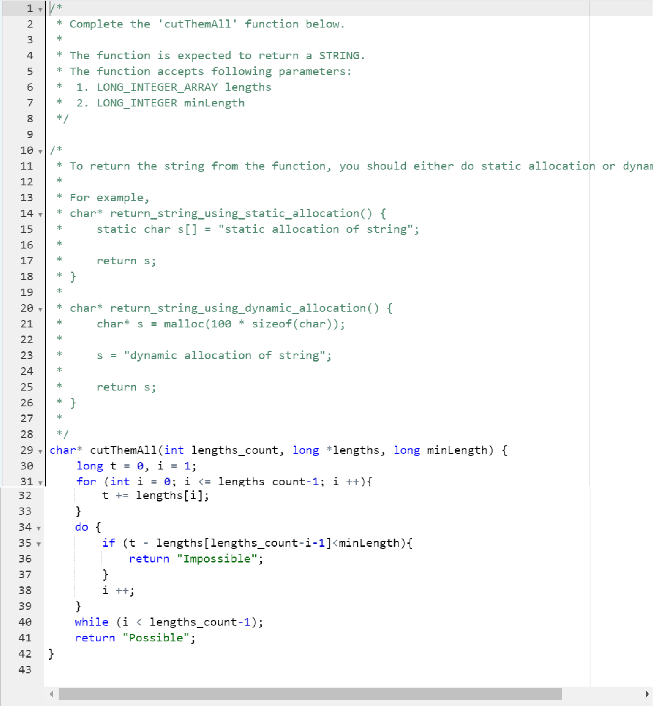 1 /*
2 * Complete the 'cutThemAll' function below.
3 *
4 * The function is expected to return a STRING.
5 * The function accepts following parameters:
6 * 1. LONG_INTEGER_ARRAY lengths
7 * 2. LONG_INTEGER minLength
8 */
9
10 /*
11 * To return the string from the function, you should either do static allocation or dynam
12 *
13 * For example,
14 * char* return_string_using_static_allocation() {
15 *     static char s[] = "static allocation of string";
16 *
17 *     return s;
18 * }
19 *
20 * char* return_string_using_dynamic_allocation() {
21 *     char* s = malloc(100 * sizeof(char));
22 *
23 *     s = "dynamic allocation of string";
24 *
25 *     return s;
26 * }
27 *
28 */
29 char* cutThemAll(int lengths_count, long *lengths, long minLength) {
30     long t = 0, i = 1;
31     for (int i = 0; i <= lengths_count-1; i ++){
32         t += lengths[i];
33     }
34     do {
35         if (t - lengths[lengths_count-i-1]<minLength){
36             return "Impossible";
37         }
38         i ++;
39     }
40     while (i < lengths_count-1);
41     return "Possible";
42 }
43